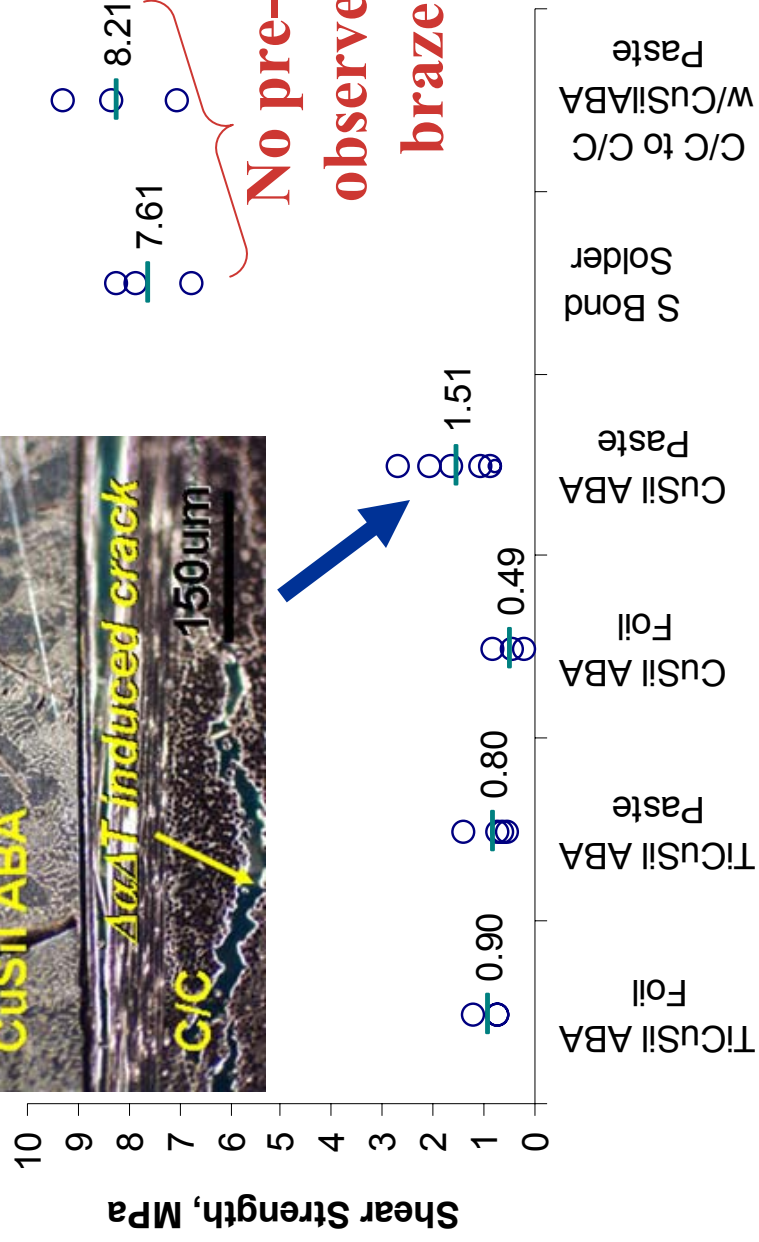 CuSil ABA
ΔαΔT induced crack
C/C
150um
8.21
7.61
No pre-
observe
braze
1.51
0.49
0.80
0.90
10
9
8
7
6
5
4
3
2
1
0
Shear Strength, MPa
TiCuSil ABA
Foil
TiCuSil ABA
Paste
CuSil ABA
Foil
CuSil ABA
Paste
S Bond
Solder
C/C to C/C
w/CuSilABA
Paste